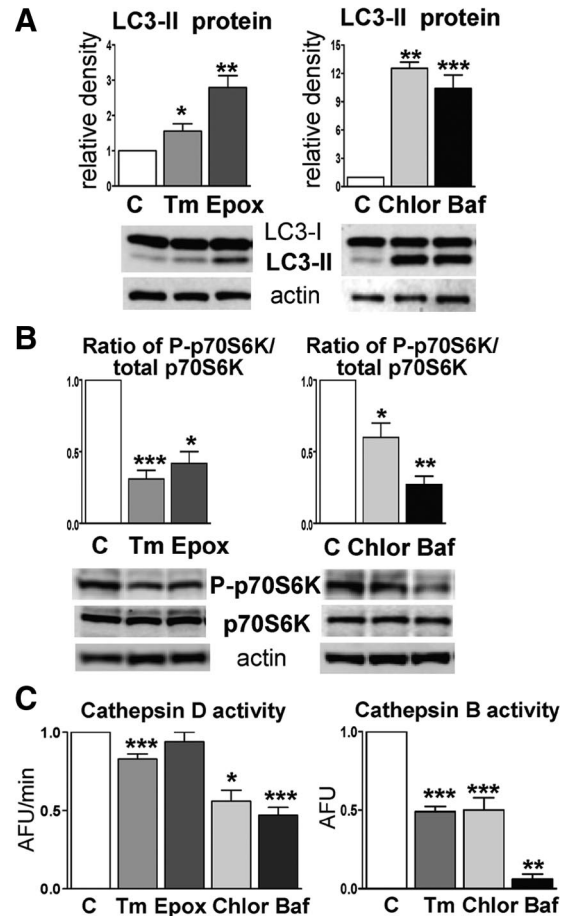 A
LC3-II protein
LC3-II protein
relative density
4
3
2
1
0
*
**
C Tm Epox
relative density
15
12
9
6
3
0
**
***
C Chlor Baf
LC3-I
LC3-II
actin
B
Ratio of P-p70S6K/
total p70S6K
Ratio of P-p70S6K/
total p70S6K
1.0
0.5
0.0
***
*
C Tm Epox
1.0
0.5
0.0
*
**
C Chlor Baf
P-p70S6K
p70S6K
actin
C
Cathepsin D activity
Cathepsin B activity
AFU/min
1.0
0.5
0.0
***
*
***
C Tm Epox Chlor Baf
AFU
1.0
0.5
0.0
***
***
**
C Tm Chlor Baf